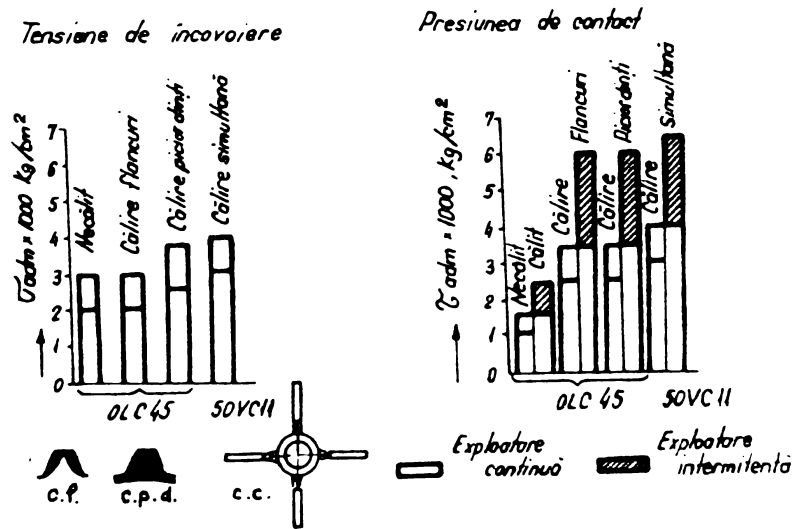 Tensiune de incovoiere
Necălit
Călire flancuri
Călire picior dinți
Călire simultană
σadm × 1000 kg/cm²
7
6
5
4
3
2
1
0
OLC 45
50VC11
Presiunea de contact
Necălit
Călit
Călire
Flancuri
Călire
Picior dinți
Călire
Simultană
τ adm × 1000, kg/cm²
7
6
5
4
3
2
1
0
OLC 45
50VC11
c.f.
c.p.d.
c.c.
Exploatare
continuă
Exploatare
intermitentă